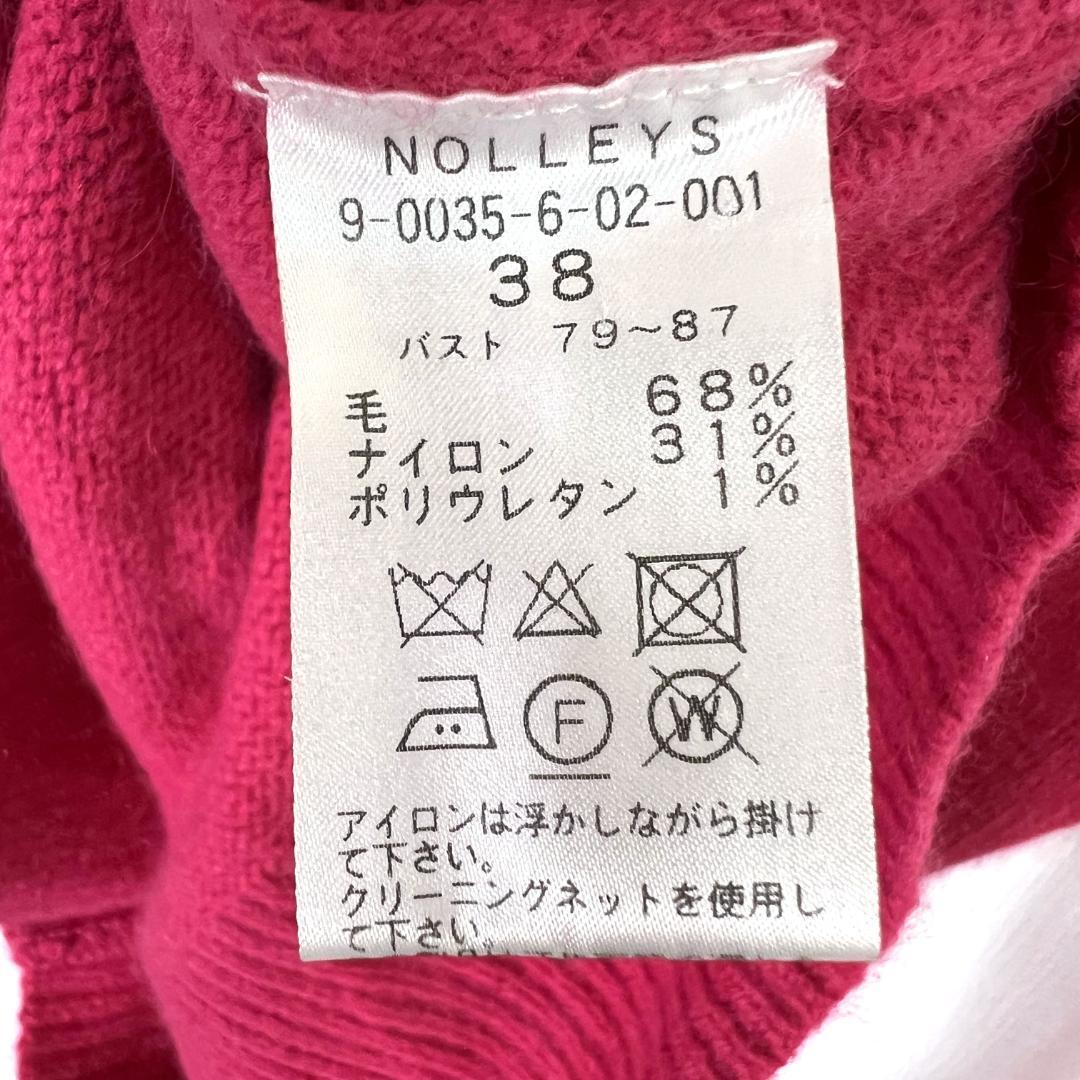 NOLLEYS
9-0035-6-02-001
38
バスト 79〜87
毛 68%
ナイロン 31%
ポリウレタン 1%
F W
アイロンは浮かしながら掛け
て下さい。
クリーニングネットを使用し
て下さい。